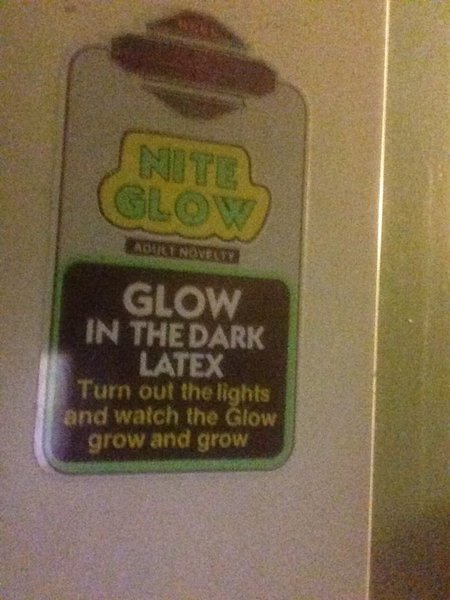 NITE
GLOW
ADULT NOVELTY
GLOW
IN THE DARK
LATEX
Turn out the lights
and watch the Glow
grow and grow